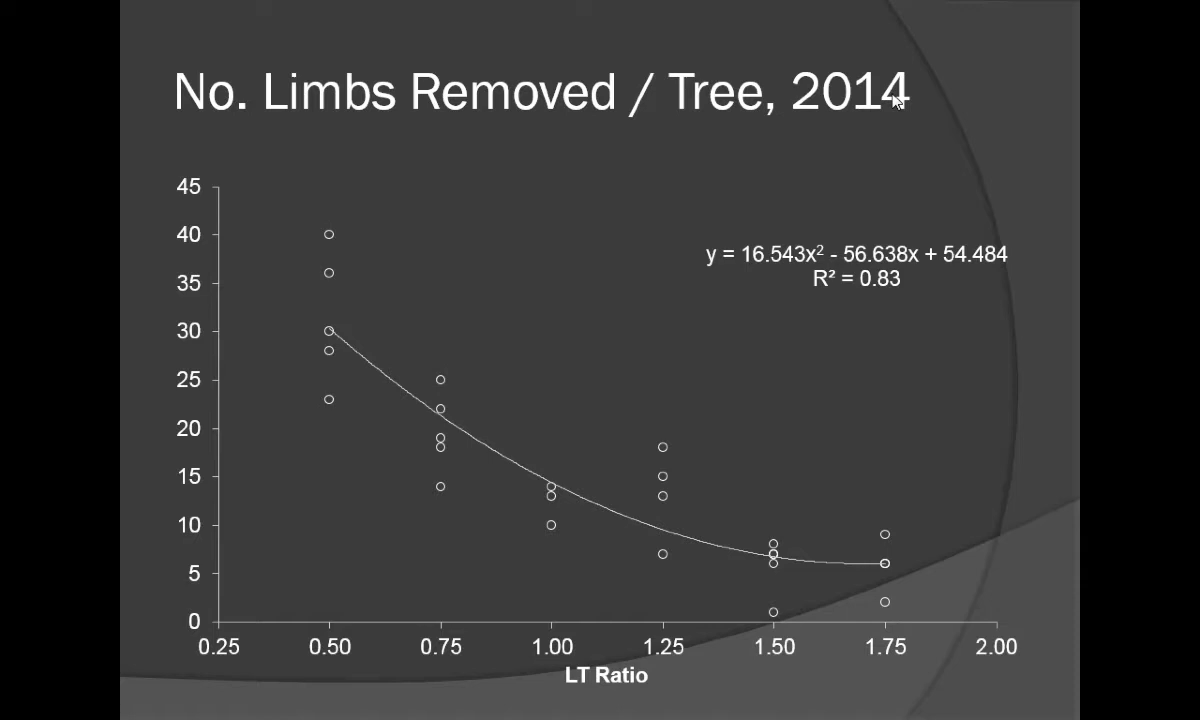 No. Limbs Removed / Tree, 2014
45
40
35
30
25
20
15
10
5
0
y = 16.543x² - 56.638x + 54.484
R² = 0.83
0.25 0.50 0.75 1.00 1.25 1.50 1.75 2.00
LT Ratio